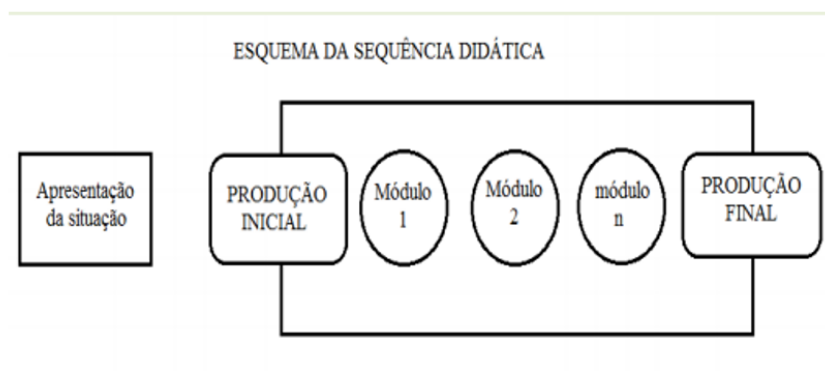 ESQUEMA DA SEQUÊNCIA DIDÁTICA
Apresentação
da situação
PRODUÇÃO
INICIAL
Módulo
1
Módulo
2
módulo
n
PRODUÇÃO
FINAL